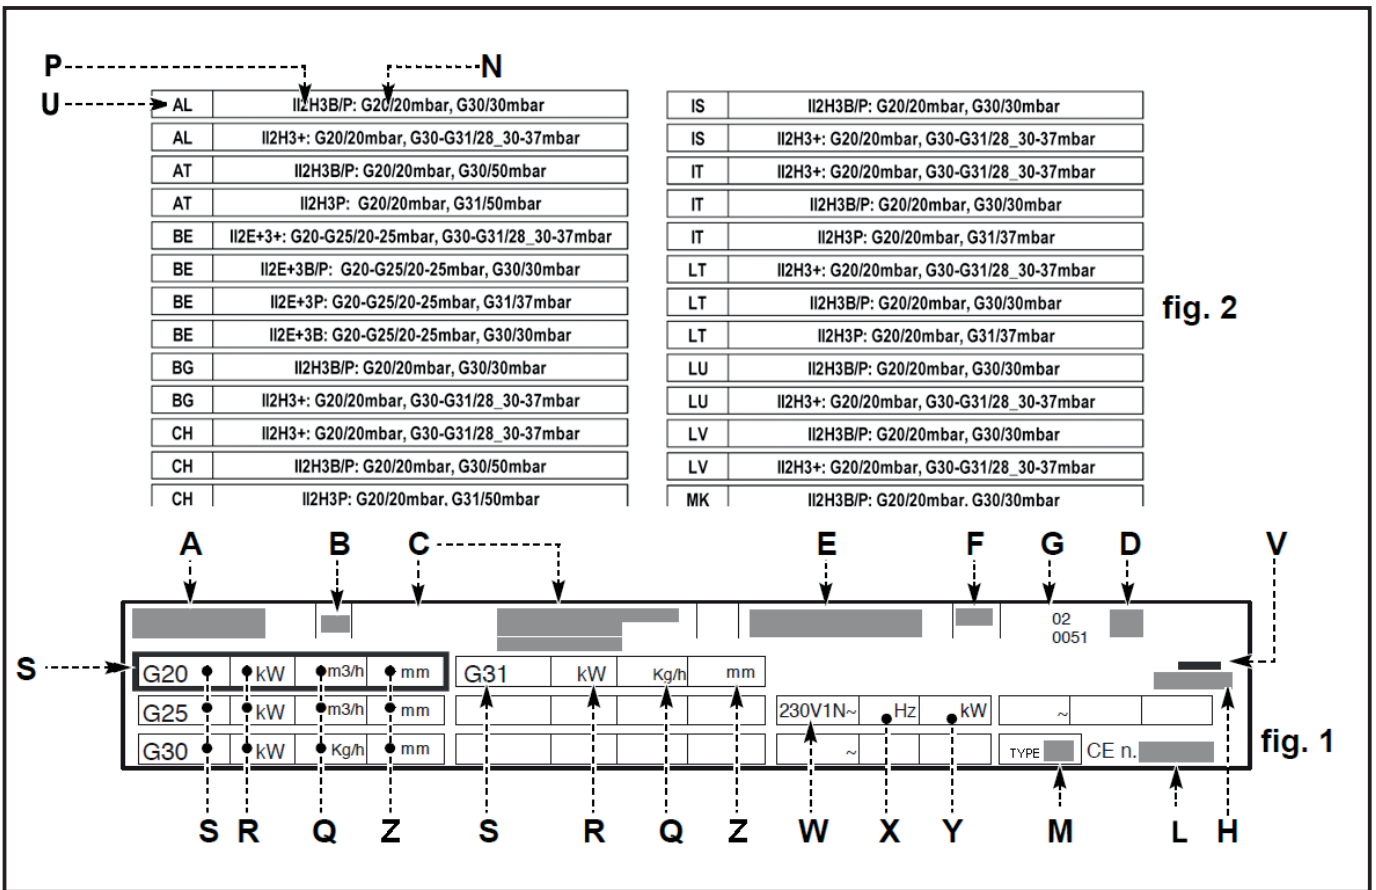 P N
U
AL II2H3B/P: G20/20mbar, G30/30mbar
AL II2H3+: G20/20mbar, G30-G31/28_30-37mbar
AT II2H3B/P: G20/20mbar, G30/50mbar
AT II2H3P: G20/20mbar, G31/50mbar
BE II2E+3+: G20-G25/20-25mbar, G30-G31/28_30-37mbar
BE II2E+3B/P: G20-G25/20-25mbar, G30/30mbar
BE II2E+3P: G20-G25/20-25mbar, G31/37mbar
BE II2E+3B: G20-G25/20-25mbar, G30/30mbar
BG II2H3B/P: G20/20mbar, G30/30mbar
BG II2H3+: G20/20mbar, G30-G31/28_30-37mbar
CH II2H3+: G20/20mbar, G30-G31/28_30-37mbar
CH II2H3B/P: G20/20mbar, G30/50mbar
CH II2H3P: G20/20mbar, G31/50mbar
IS II2H3B/P: G20/20mbar, G30/30mbar
IS II2H3+: G20/20mbar, G30-G31/28_30-37mbar
IT II2H3+: G20/20mbar, G30-G31/28_30-37mbar
IT II2H3B/P: G20/20mbar, G30/30mbar
IT II2H3P: G20/20mbar, G31/37mbar
LT II2H3+: G20/20mbar, G30-G31/28_30-37mbar
LT II2H3B/P: G20/20mbar, G30/30mbar
LT II2H3P: G20/20mbar, G31/37mbar
LU II2H3B/P: G20/20mbar, G30/30mbar
LU II2H3+: G20/20mbar, G30-G31/28_30-37mbar
LV II2H3B/P: G20/20mbar, G30/30mbar
LV II2H3+: G20/20mbar, G30-G31/28_30-37mbar
MK II2H3B/P: G20/20mbar, G30/30mbar
fig. 2
A B C E F G D V
02
0051
S
G20 kW m3/h mm G31 kW Kg/h mm
G25 kW m3/h mm 230V1N~ Hz kW ~
G30 kW Kg/h mm ~ TYPE CE n.
fig. 1
S R Q Z S R Q Z W X Y M L H